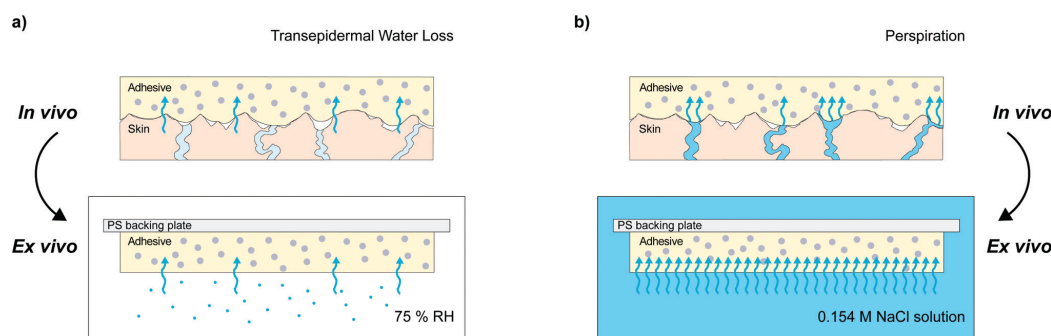 a)
Transepidermal Water Loss
In vivo
Adhesive
Skin
Ex vivo
PS backing plate
Adhesive
75 % RH
b)
Perspiration
Adhesive
Skin
In vivo
PS backing plate
Adhesive
Ex vivo
0.154 M NaCl solution